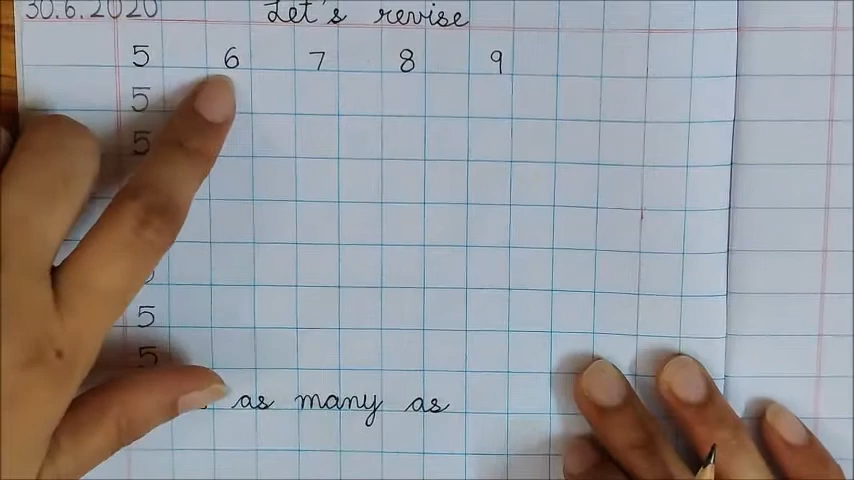 30.6.2020
Let's revise
5 6 7 8 9
5
5
5
5
as many as